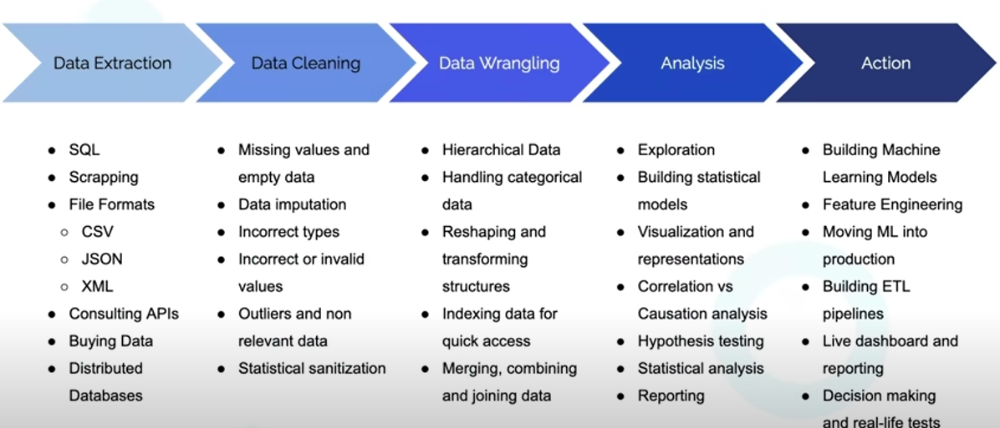 Data Extraction
Data Cleaning
Data Wrangling
Analysis
Action
● SQL
● Scrapping
● File Formats
○ CSV
○ JSON
○ XML
● Consulting APIs
● Buying Data
● Distributed
Databases
● Missing values and
empty data
● Data imputation
● Incorrect types
● Incorrect or invalid
values
● Outliers and non
relevant data
● Statistical sanitization
● Hierarchical Data
● Handling categorical
data
● Reshaping and
transforming
structures
● Indexing data for
quick access
● Merging, combining
and joining data
● Exploration
● Building statistical
models
● Visualization and
representations
● Correlation vs
Causation analysis
● Hypothesis testing
● Statistical analysis
● Reporting
● Building Machine
Learning Models
● Feature Engineering
● Moving ML into
production
● Building ETL
pipelines
● Live dashboard and
reporting
● Decision making
and real-life tests